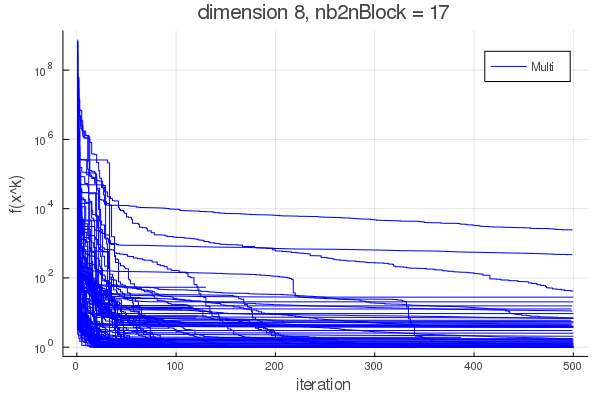 dimension 8, nb2nBlock = 17
Multi
f(x^k)
10^8
10^6
10^4
10^2
10^0
0 100 200 300 400 500
iteration